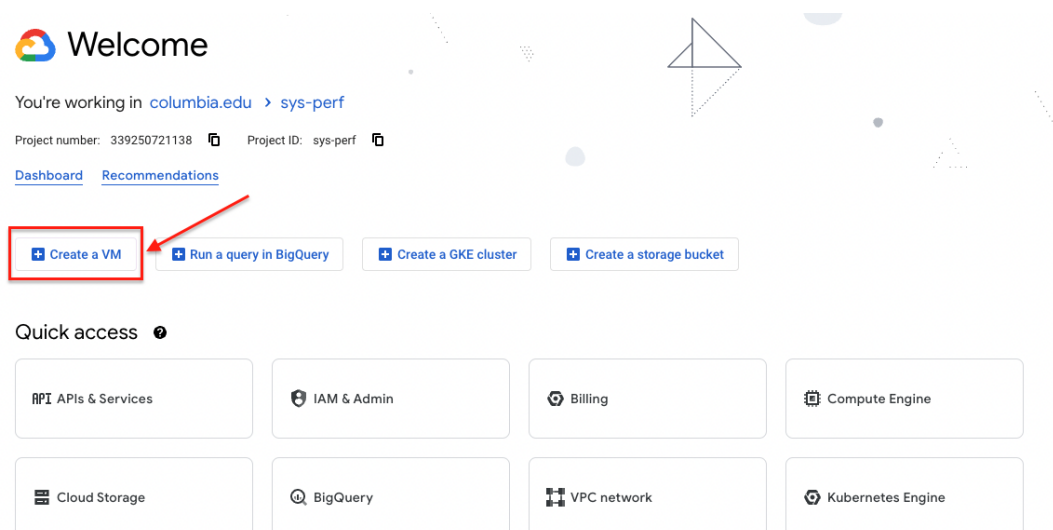 Welcome
You're working in columbia.edu > sys-perf
Project number: 339250721138 Project ID: sys-perf
Dashboard Recommendations
Create a VM Run a query in BigQuery Create a GKE cluster Create a storage bucket
Quick access
API APIs & Services IAM & Admin Billing Compute Engine
Cloud Storage BigQuery VPC network Kubernetes Engine